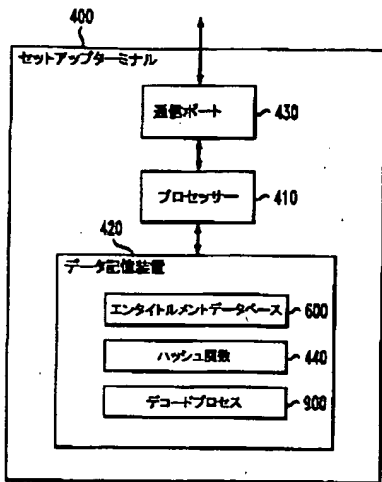 400
セットアップターミナル
通信ポート
430
プロセッサー
410
420
データ記憶装置
エンタイトルメントデータベース
600
ハッシュ関数
440
デコードプロセス
900